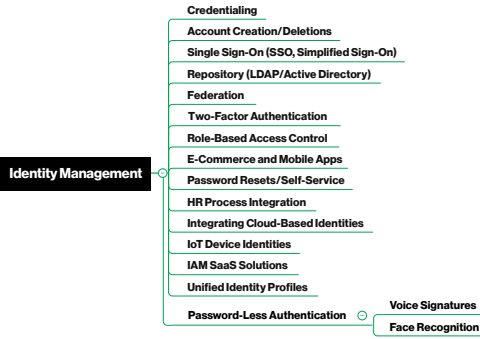 Credentialing
Account Creation/Deletions
Single Sign-On (SSO, Simplified Sign-On)
Repository (LDAP/Active Directory)
Federation
Two-Factor Authentication
Role-Based Access Control
E-Commerce and Mobile Apps
Identity Management
Password Resets/Self-Service
HR Process Integration
Integrating Cloud-Based Identities
IoT Device Identities
IAM SaaS Solutions
Unified Identity Profiles
Password-Less Authentication
Voice Signatures
Face Recognition